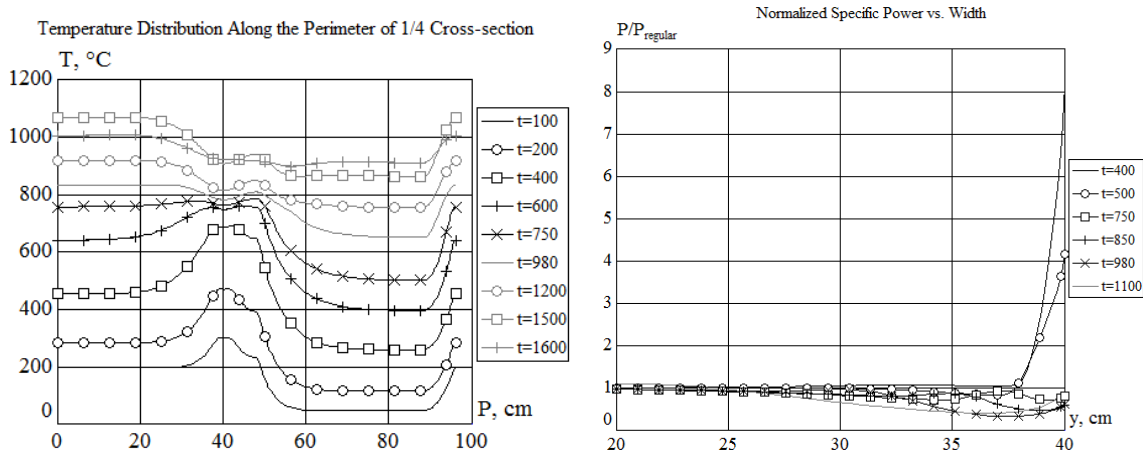 Temperature Distribution Along the Perimeter of 1/4 Cross-section
T, °C
1200
1000
800
600
400
200
0
0
20
40
60
80
100
P, cm
t=100
t=200
t=400
t=600
t=750
t=980
t=1200
t=1500
t=1600
Normalized Specific Power vs. Width
P/Pregular
9
8
7
6
5
4
3
2
1
0
20
25
30
35
40
y, cm
t=400
t=500
t=750
t=850
t=980
t=1100